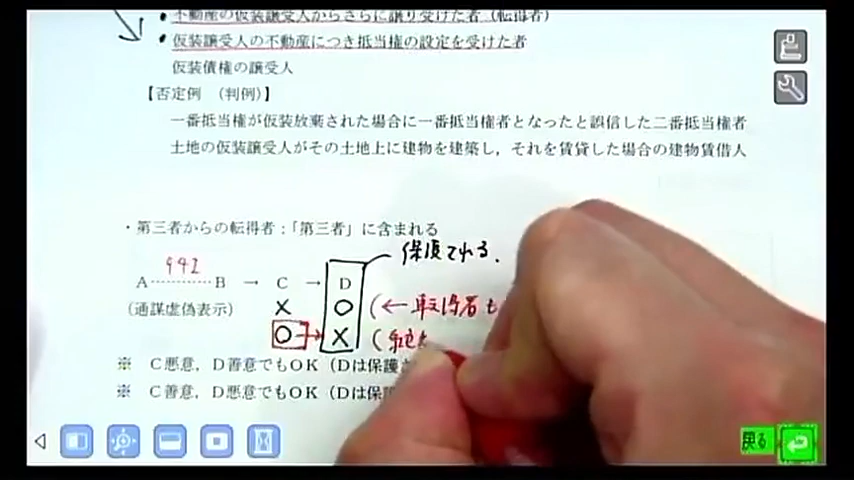 • 不動産の仮装譲受人からさらに譲り受けた者（転得者）
• 仮装譲受人の不動産につき抵当権の設定を受けた者
仮装債権の譲受人
【否定例　（判例）】
一番抵当権が仮装放棄された場合に一番抵当権者となったと誤信した二番抵当権者
土地の仮装譲受人がその土地上に建物を建築し，それを賃貸した場合の建物賃借人
・第三者からの転得者：「第三者」に含まれる
保護される.
942
A…………B → C → D
（通謀虚偽表示） × ○ (← 転得者も
○ → × (
※　C悪意，D善意でもOK（Dは保護
※　C善意，D悪意でもOK（Dは保
戻る